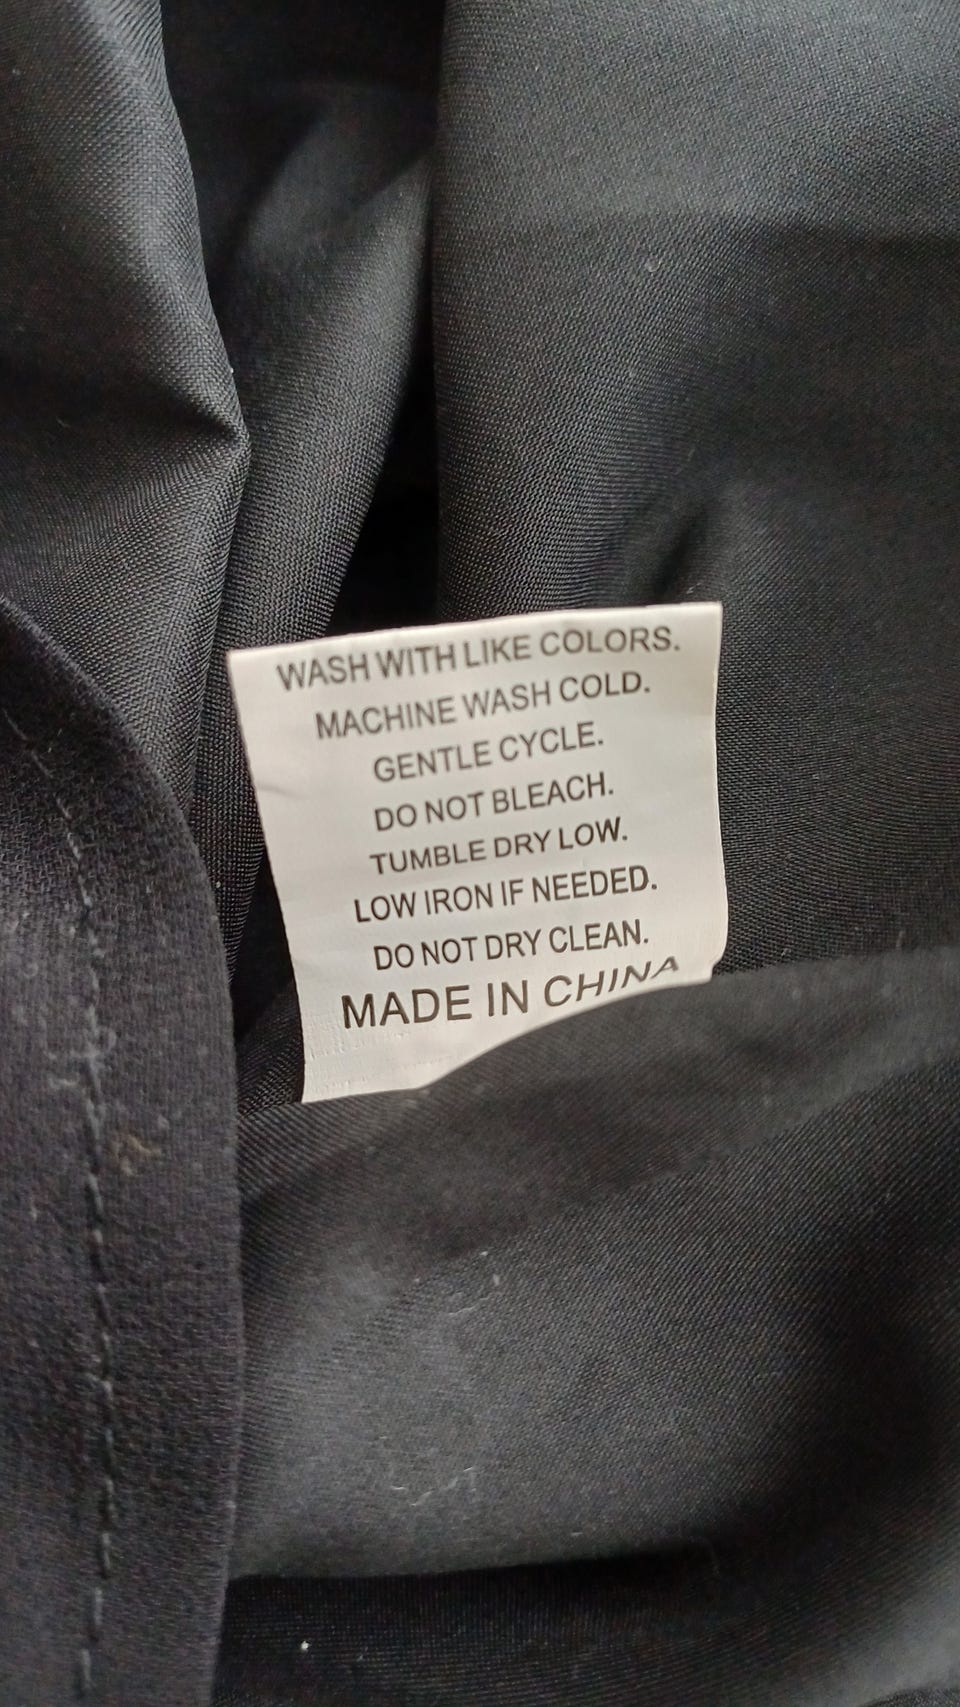 WASH WITH LIKE COLORS.
MACHINE WASH COLD.
GENTLE CYCLE.
DO NOT BLEACH.
TUMBLE DRY LOW.
LOW IRON IF NEEDED.
DO NOT DRY CLEAN.
MADE IN CHINA